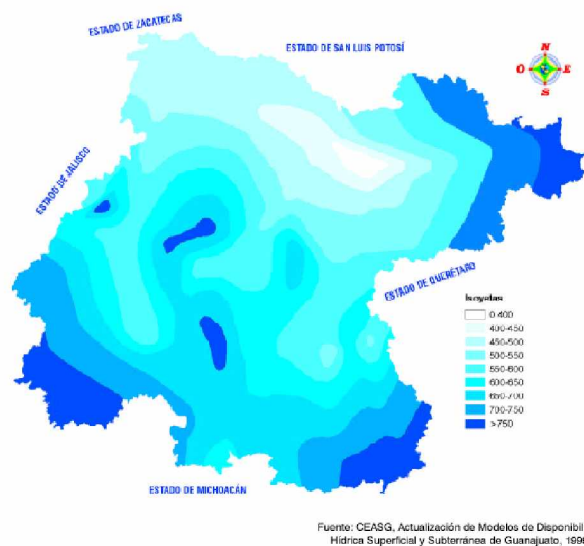 ESTADO DE ZACATECAS
ESTADO DE SAN LUIS POTOSÍ
N
O E
S
ESTADO DE JALISCO
ESTADO DE QUERÉTARO
Isoyetas
0-400
400-450
450/500
500-550
550-600
600-650
650-700
700-750
>750
ESTADO DE MICHOACÁN
Fuente: CEASG, Actualización de Modelos de Disponibil
Hídrica Superficial y Subterránea de Guanajuato, 199